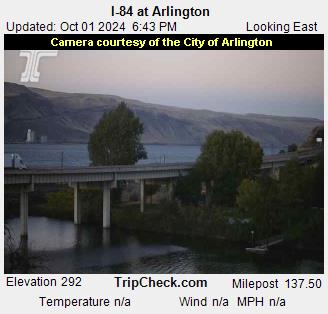 I-84 at Arlington
Updated: Oct 01 2024 6:43 PM Looking East
Camera courtesy of the City of Arlington
Elevation 292 TripCheck.com Milepost 137.50
Temperature n/a Wind n/a MPH n/a